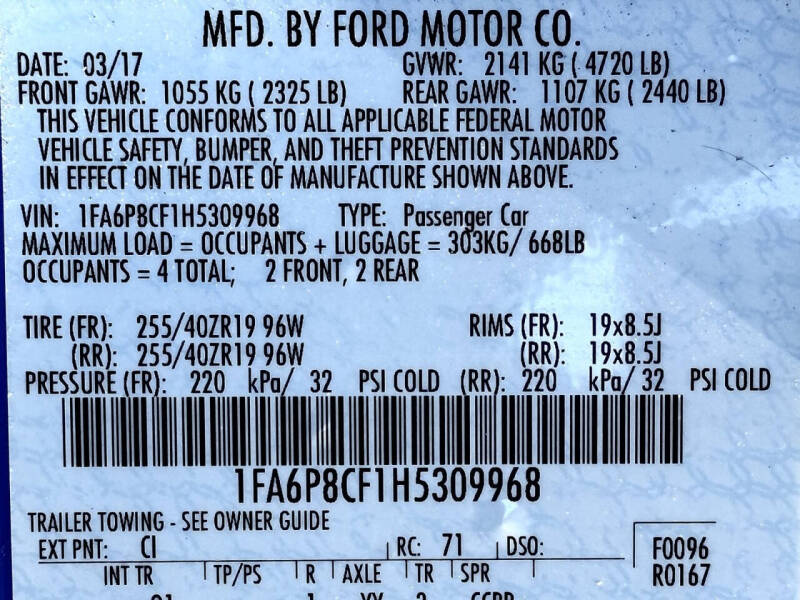 MFD. BY FORD MOTOR CO.
DATE: 03/17 GVWR: 2141 KG ( 4720 LB)
FRONT GAWR: 1055 KG ( 2325 LB) REAR GAWR: 1107 KG ( 2440 LB)
THIS VEHICLE CONFORMS TO ALL APPLICABLE FEDERAL MOTOR
VEHICLE SAFETY, BUMPER, AND THEFT PREVENTION STANDARDS
IN EFFECT ON THE DATE OF MANUFACTURE SHOWN ABOVE.
VIN: 1FA6P8CF1H5309968 TYPE: Passenger Car
MAXIMUM LOAD = OCCUPANTS + LUGGAGE = 303KG/ 668LB
OCCUPANTS = 4 TOTAL; 2 FRONT, 2 REAR
TIRE (FR): 255/40ZR19 96W RIMS (FR): 19x8.5J
(RR): 255/40ZR19 96W (RR): 19x8.5J
PRESSURE (FR): 220 kPa/ 32 PSI COLD (RR): 220 kPa/ 32 PSI COLD
1FA6P8CF1H5309968
TRAILER TOWING - SEE OWNER GUIDE
EXT PNT: CI RC: 71 DSO: F0096
INT TR TP/PS R AXLE TR SPR R0167